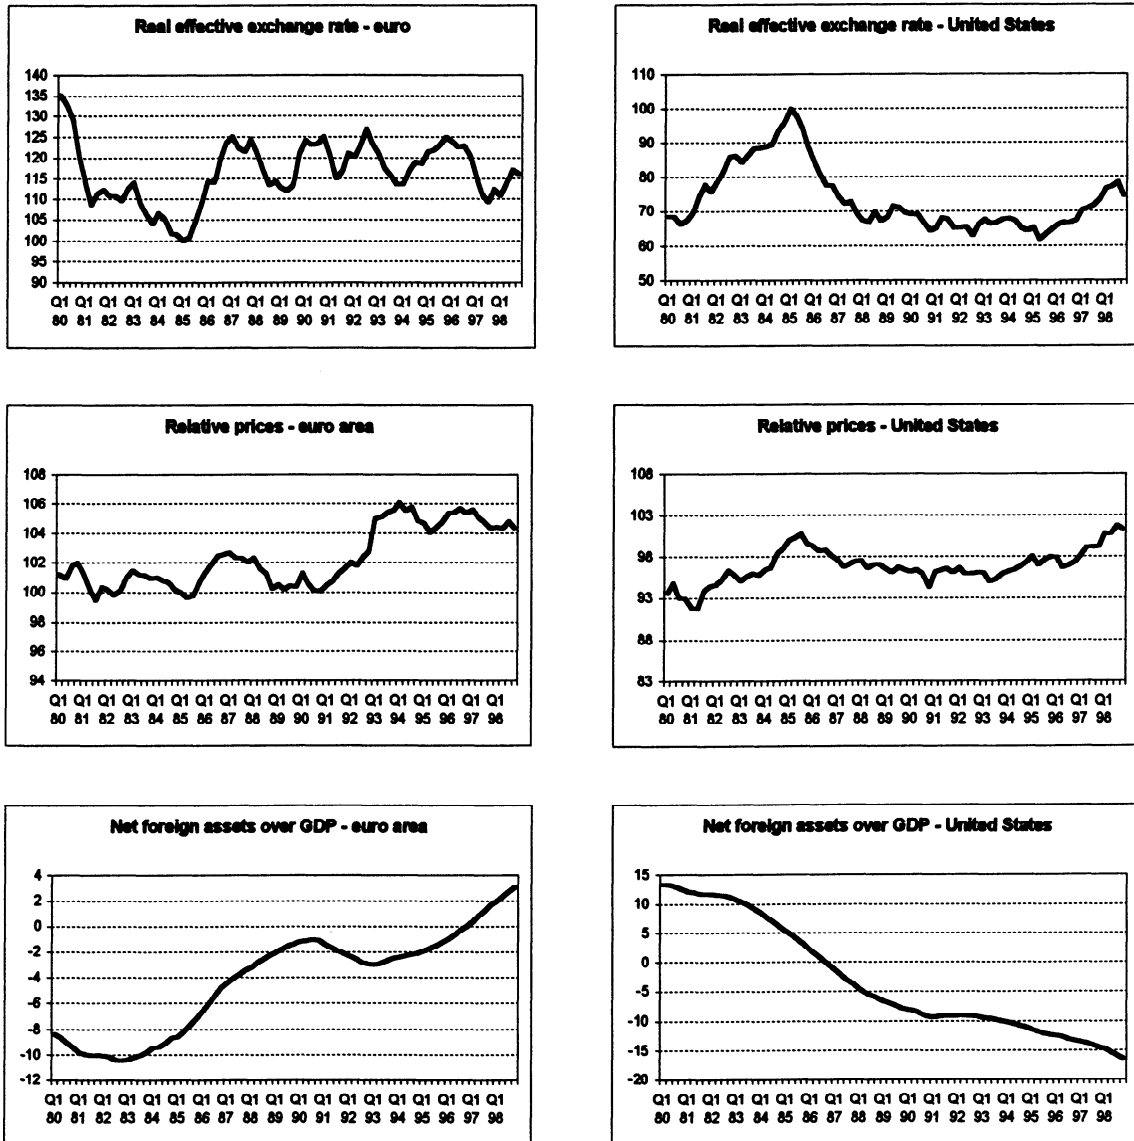 Real effective exchange rate - euro
140
135
130
125
120
115
110
105
100
95
90
Q1 Q1 Q1 Q1 Q1 Q1 Q1 Q1 Q1 Q1 Q1 Q1 Q1 Q1 Q1 Q1 Q1 Q1 Q1
80 81 82 83 84 85 86 87 88 89 90 91 92 93 94 95 96 97 98
Real effective exchange rate - United States
110
100
90
80
70
60
50
Q1 Q1 Q1 Q1 Q1 Q1 Q1 Q1 Q1 Q1 Q1 Q1 Q1 Q1 Q1 Q1 Q1 Q1 Q1
80 81 82 83 84 85 86 87 88 89 90 91 92 93 94 95 96 97 98
Relative prices - euro area
108
106
104
102
100
98
96
94
Q1 Q1 Q1 Q1 Q1 Q1 Q1 Q1 Q1 Q1 Q1 Q1 Q1 Q1 Q1 Q1 Q1 Q1 Q1
80 81 82 83 84 85 86 87 88 89 90 91 92 93 94 95 96 97 98
Relative prices - United States
108
103
98
93
88
83
Q1 Q1 Q1 Q1 Q1 Q1 Q1 Q1 Q1 Q1 Q1 Q1 Q1 Q1 Q1 Q1 Q1 Q1 Q1
80 81 82 83 84 85 86 87 88 89 90 91 92 93 94 95 96 97 98
Net foreign assets over GDP - euro area
4
2
0
-2
-4
-6
-8
-10
-12
Q1 Q1 Q1 Q1 Q1 Q1 Q1 Q1 Q1 Q1 Q1 Q1 Q1 Q1 Q1 Q1 Q1 Q1 Q1
80 81 82 83 84 85 86 87 88 89 90 91 92 93 94 95 96 97 98
Net foreign assets over GDP - United States
15
10
5
0
-5
-10
-15
-20
Q1 Q1 Q1 Q1 Q1 Q1 Q1 Q1 Q1 Q1 Q1 Q1 Q1 Q1 Q1 Q1 Q1 Q1 Q1
80 81 82 83 84 85 86 87 88 89 90 91 92 93 94 95 96 97 98